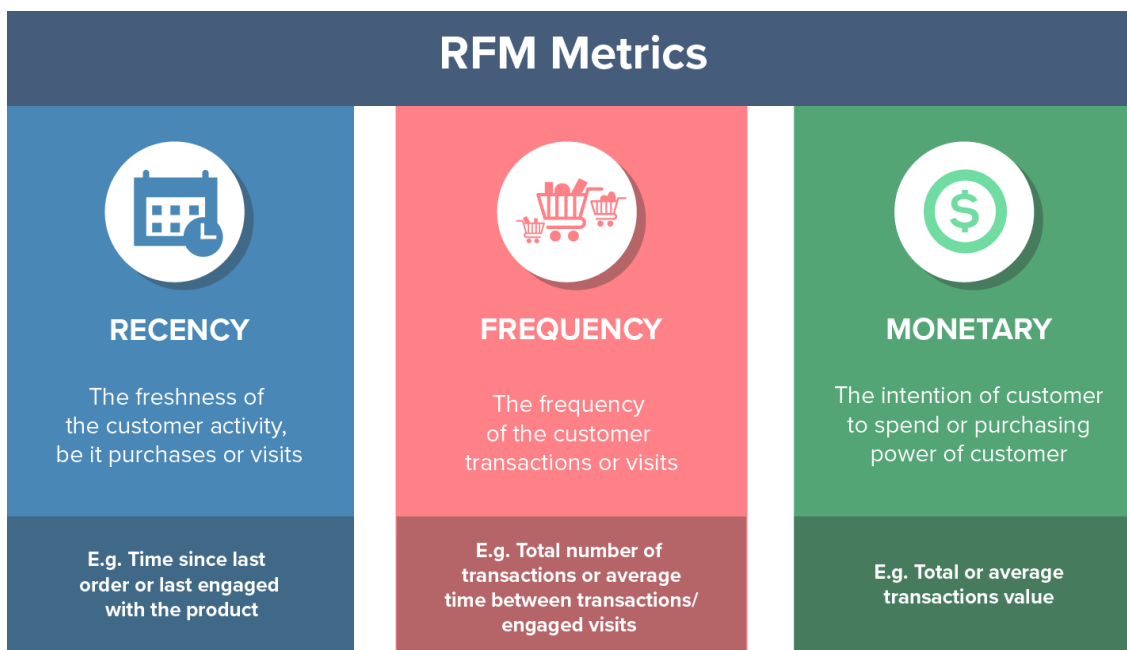 RFM Metrics
RECENCY
The freshness of
the customer activity,
be it purchases or visits
E.g. Time since last
order or last engaged
with the product
FREQUENCY
The frequency
of the customer
transactions or visits
E.g. Total number of
transactions or average
time between transactions/
engaged visits
$
MONETARY
The intention of customer
to spend or purchasing
power of customer
E.g. Total or average
transactions value